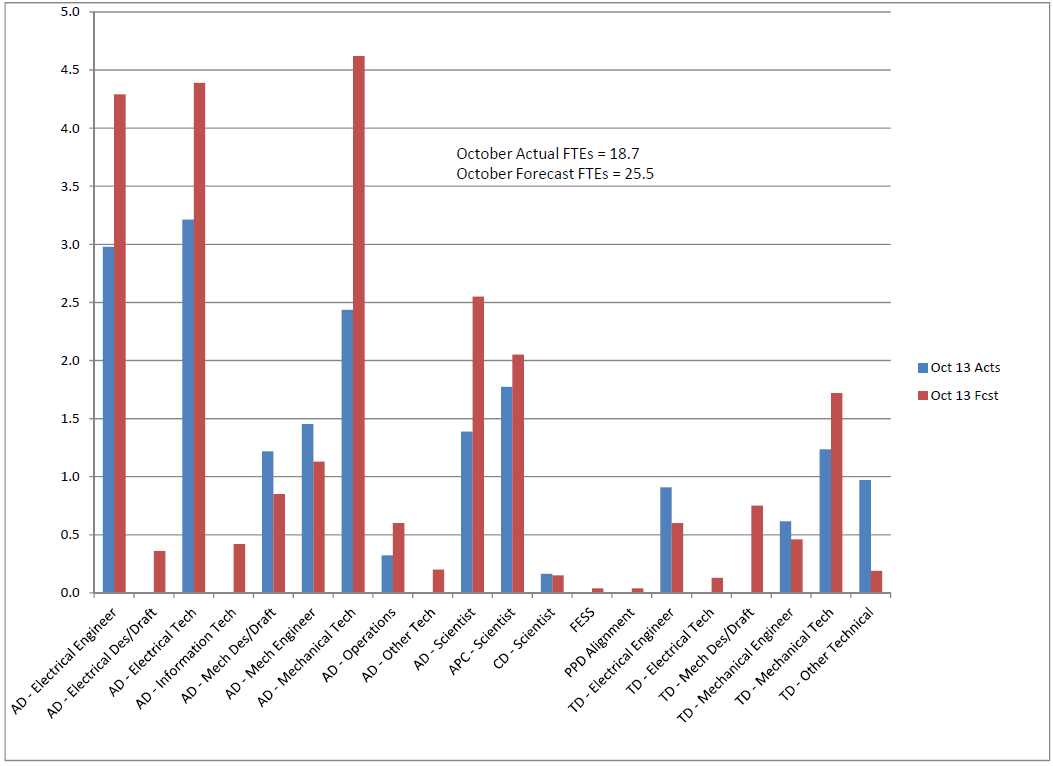 5.0
4.5
4.0
3.5
3.0
2.5
2.0
1.5
1.0
0.5
0.0
October Actual FTEs = 18.7
October Forecast FTEs = 25.5
Oct 13 Acts
Oct 13 Fcst
AD - Electrical Engineer
AD - Electrical Des/Draft
AD - Electrical Tech
AD - Information Tech
AD - Mech Des/Draft
AD - Mech Engineer
AD - Mechanical Tech
AD - Operations
AD - Other Tech
AD - Scientist
APC - Scientist
CD - Scientist
FESS
PPD Alignment
TD - Electrical Engineer
TD - Electrical Tech
TD - Mech Des/Draft
TD - Mechanical Engineer
TD - Mechanical Tech
TD - Other Technical